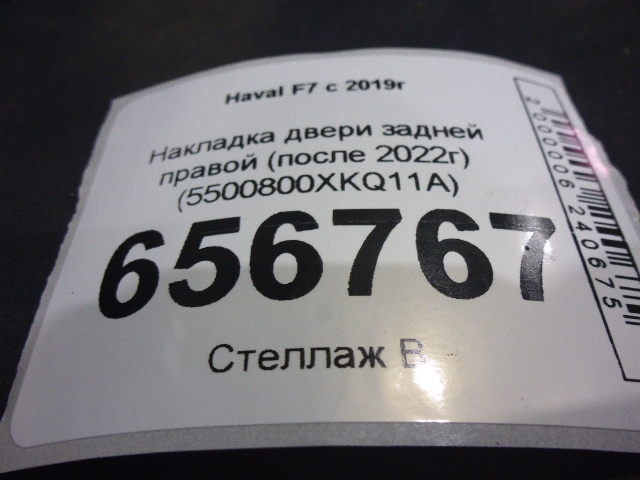 Haval F7 с 2019г
Накладка двери задней
правой (после 2022г)
(5500800XKQ11A)
656767
Стеллаж В
2000006240675